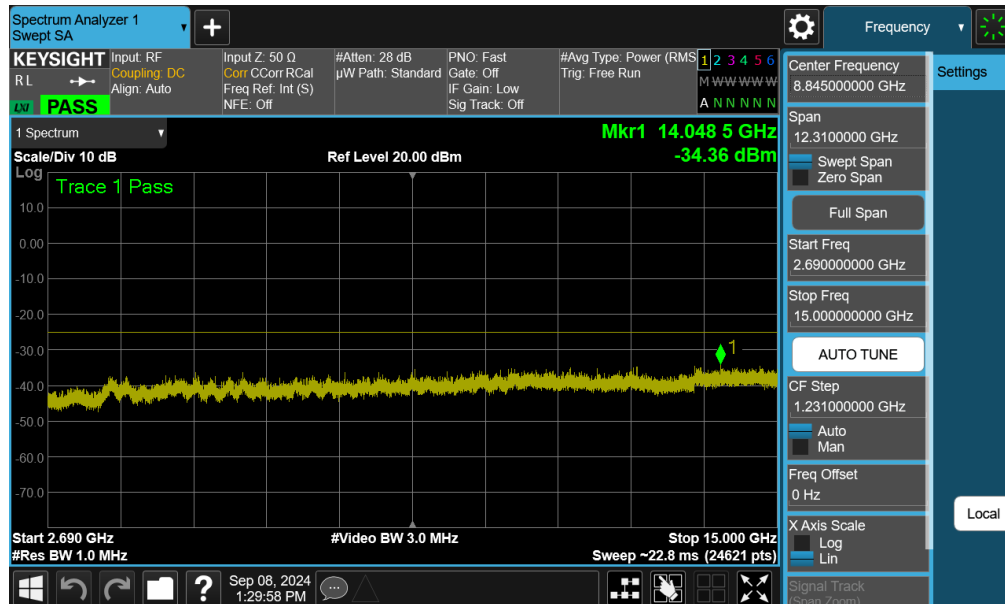 Spectrum Analyzer 1
Swept SA
+
Frequency
KEYSIGHT
R L
LXI
PASS
Input: RF
Coupling: DC
Align: Auto
Input Z: 50 Ω
Corr CCorr RCal
Freq Ref: Int (S)
NFE: Off
#Atten: 28 dB
µW Path: Standard
PNO: Fast
Gate: Off
IF Gain: Low
Sig Track: Off
#Avg Type: Power (RMS
Trig: Free Run
1 2 3 4 5 6
M W W W W W
A N N N N N
1 Spectrum
Mkr1 14.048 5 GHz
Scale/Div 10 dB
Ref Level 20.00 dBm
-34.36 dBm
Log
Trace 1 Pass
10.0
0.00
-10.0
-20.0
-30.0
-40.0
-50.0
-60.0
-70.0
1
Start 2.690 GHz
#Video BW 3.0 MHz
Stop 15.000 GHz
#Res BW 1.0 MHz
Sweep ~22.8 ms (24621 pts)
Center Frequency
8.845000000 GHz
Span
12.3100000 GHz
Swept Span
Zero Span
Full Span
Start Freq
2.690000000 GHz
Stop Freq
15.000000000 GHz
AUTO TUNE
CF Step
1.231000000 GHz
Auto
Man
Freq Offset
0 Hz
X Axis Scale
Log
Lin
Signal Track
(Span Zoom)
Settings
Local
?
Sep 08, 2024
1:29:58 PM